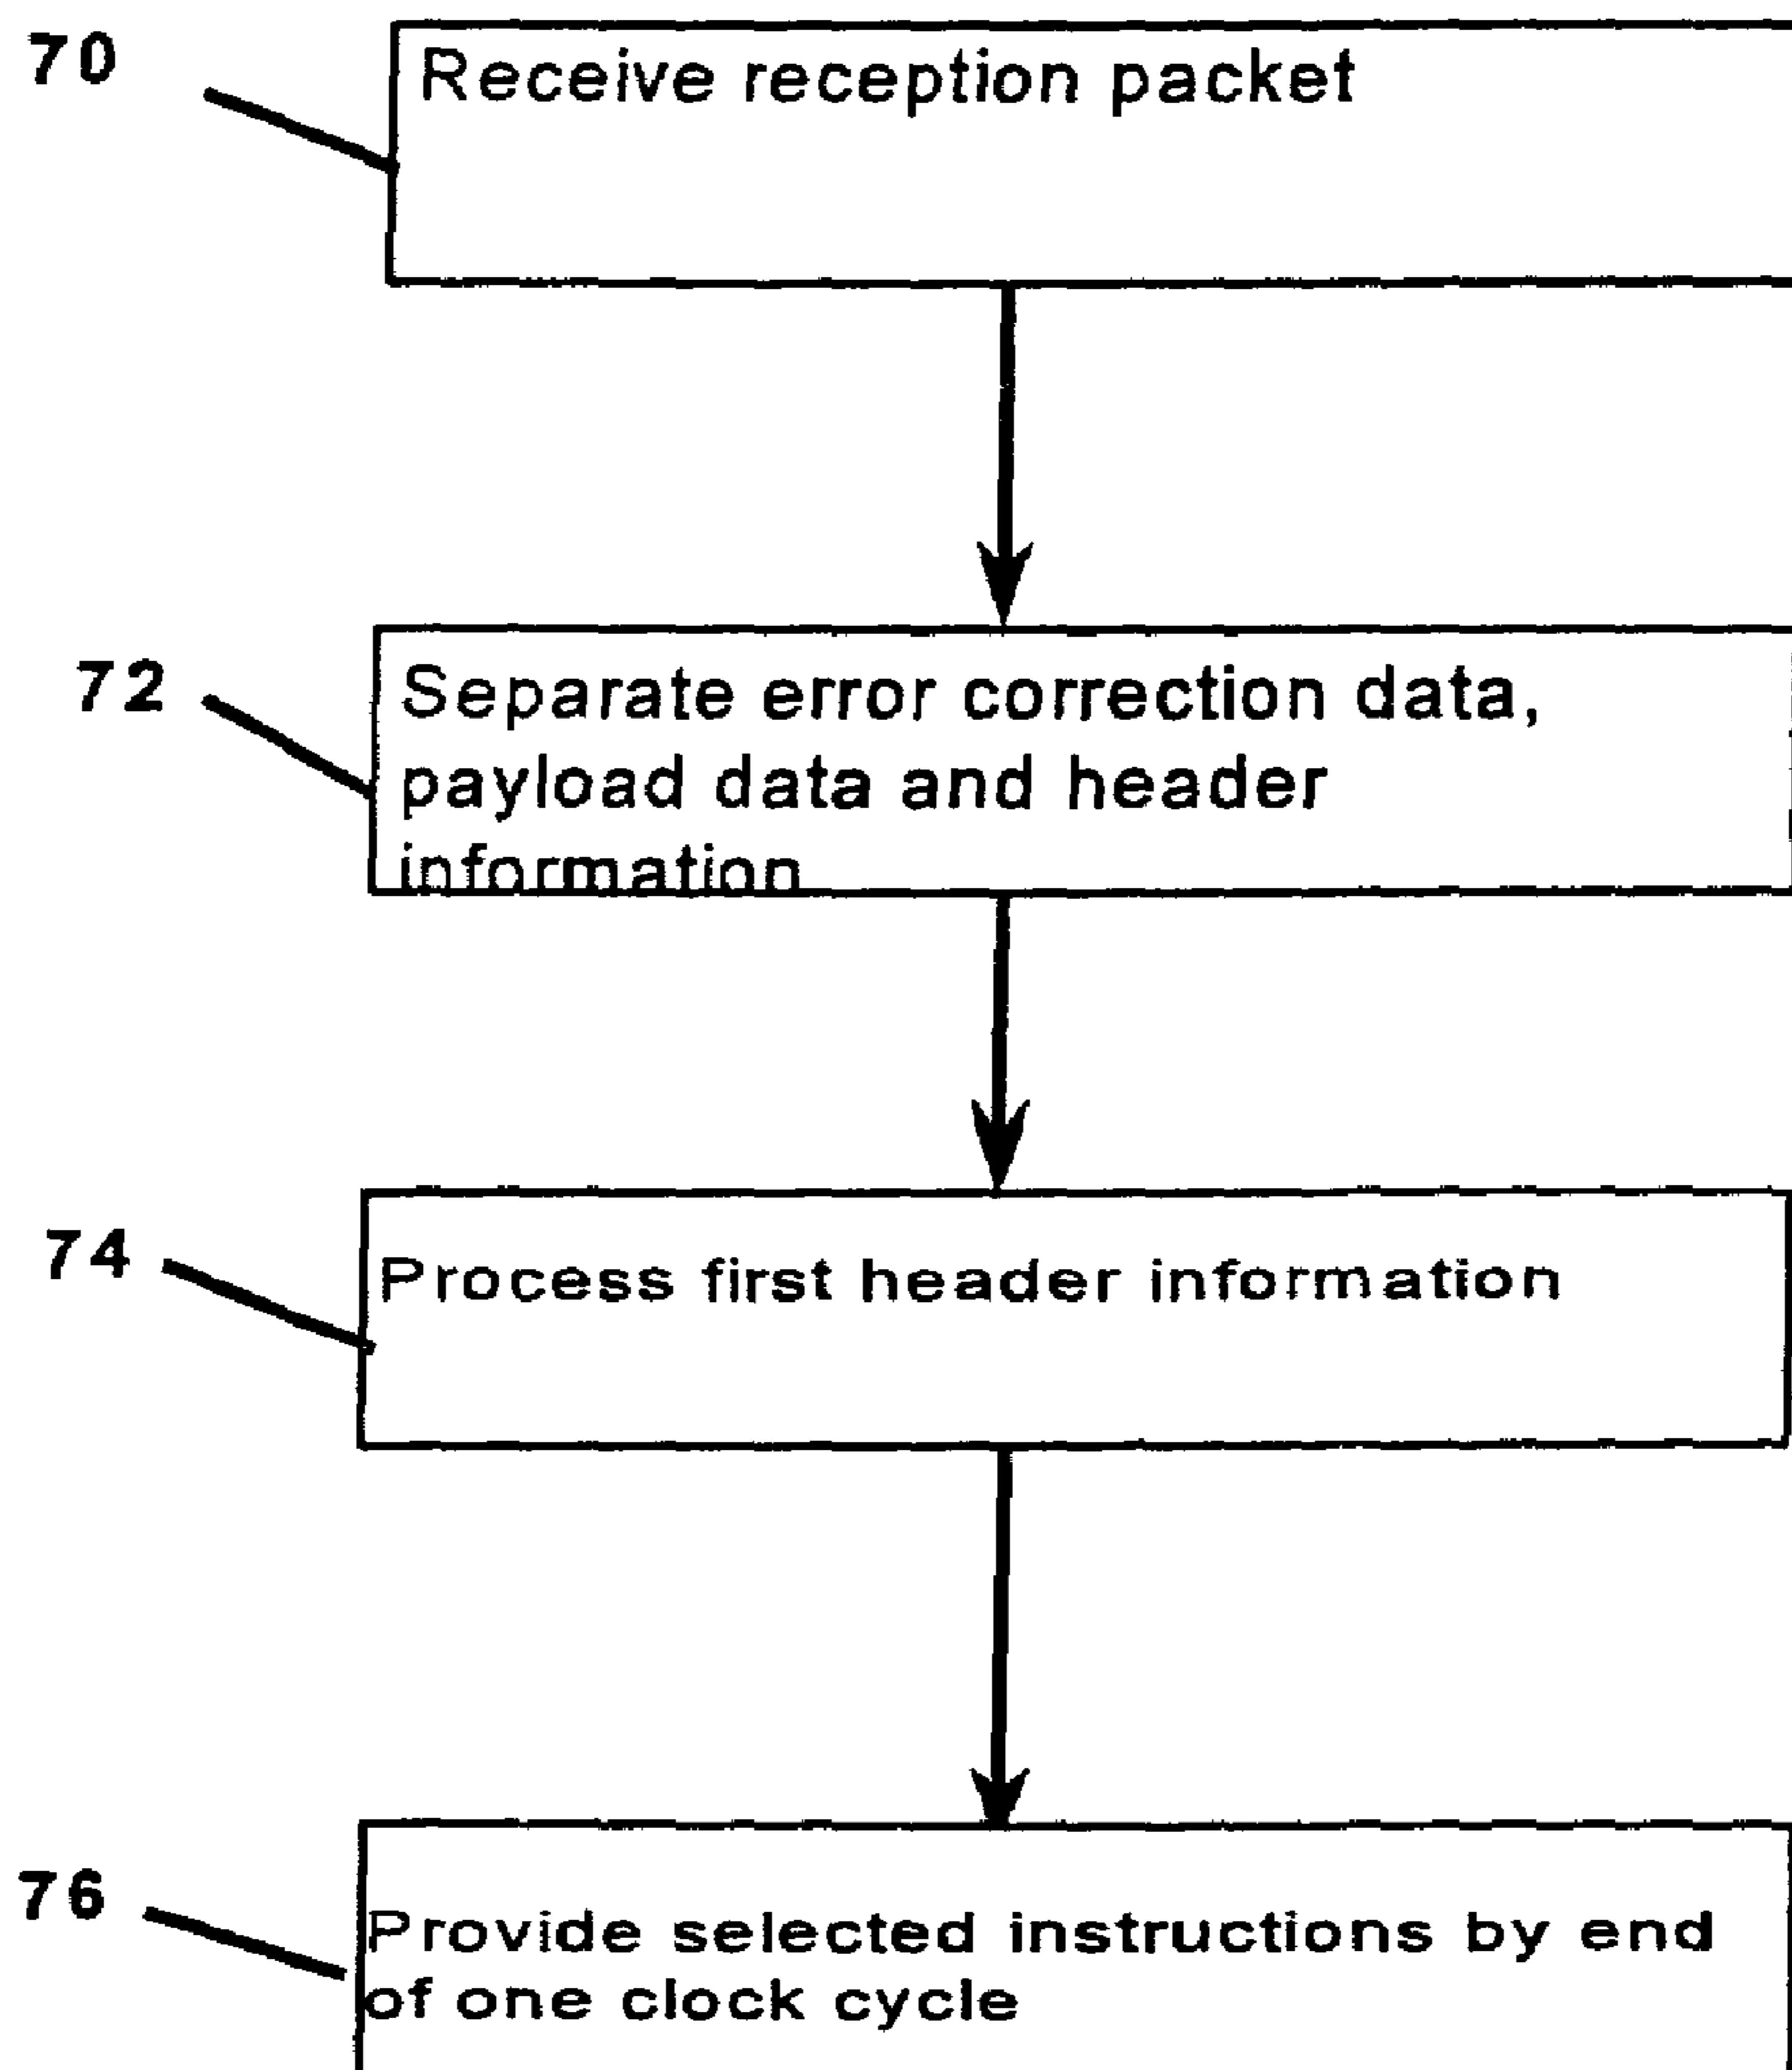 70
Receive reception packet
72
Separate error correction data,
payload data and header
information
74
Process first header information
76
Provide selected instructions by end
of one clock cycle